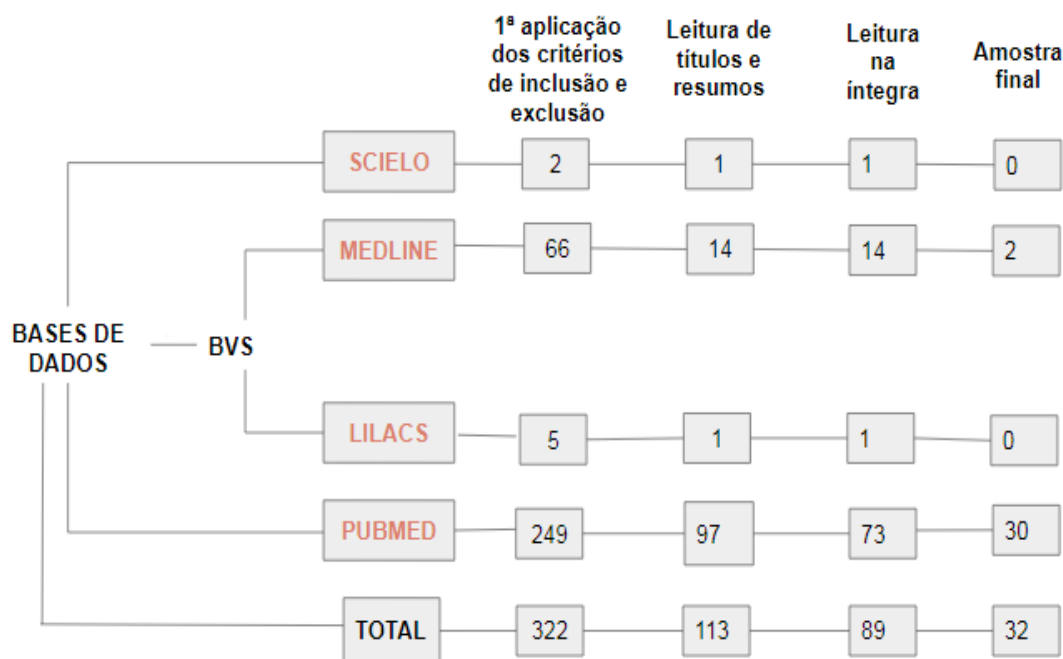 1ª aplicação
dos critérios
de inclusão e
exclusão
Leitura de
títulos e
resumos
Leitura
na
íntegra
Amostra
final
SCIELO 2 1 1 0
MEDLINE 66 14 14 2
BASES DE
DADOS
BVS
LILACS 5 1 1 0
PUBMED 249 97 73 30
TOTAL 322 113 89 32